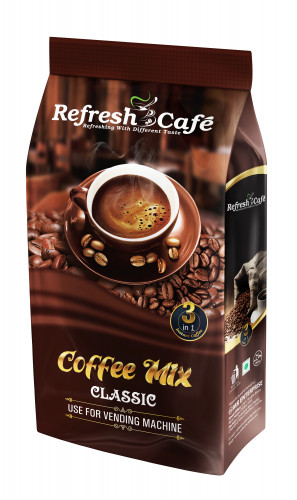 Refresh Café
Refreshing With Different Taste
3
in 1
Coffee Mix
CLASSIC
USE FOR VENDING MACHINE
Refresh Café